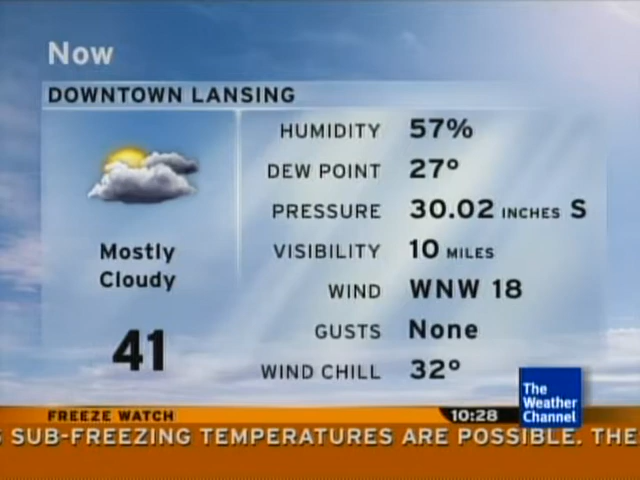 Now
DOWNTOWN LANSING
Mostly
Cloudy
41
HUMIDITY 57%
DEW POINT 27°
PRESSURE 30.02 INCHES S
VISIBILITY 10 MILES
WIND WNW 18
GUSTS None
WIND CHILL 32°
The
Weather
Channel
FREEZE WATCH 10:28
SUB-FREEZING TEMPERATURES ARE POSSIBLE. THE